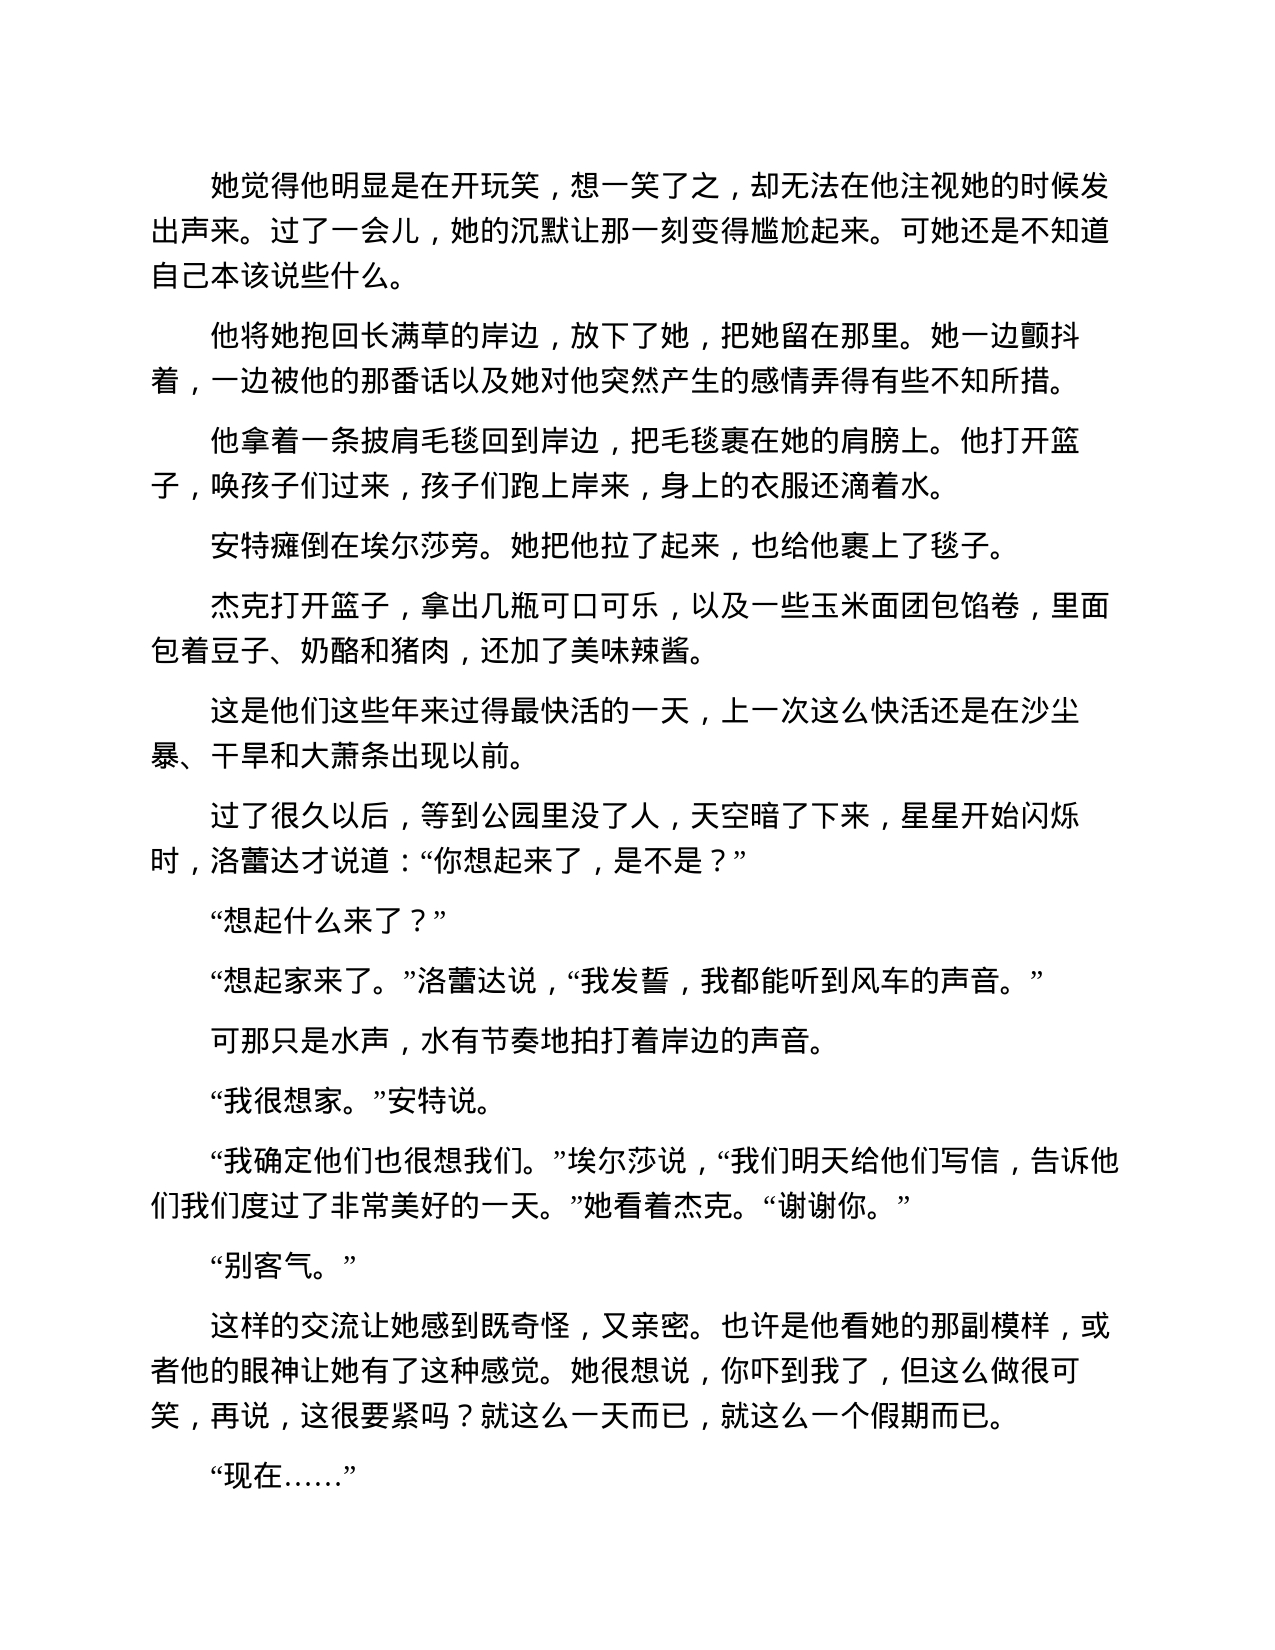 她觉得他明显是在开玩笑，想一笑了之，却无法在他注视她的时候发
出声来。过了一会儿，她的沉默让那一刻变得尴尬起来。可她还是不知道
自己本该说些什么。
他将她抱回长满草的岸边，放下了她，把她留在那里。她一边颤抖
着，一边被他的那番话以及她对他突然产生的感情弄得有些不知所措。
他拿着一条披肩毛毯回到岸边，把毛毯裹在她的肩膀上。他打开篮
子，唤孩子们过来，孩子们跑上岸来，身上的衣服还滴着水。
安特瘫倒在埃尔莎旁。她把他拉了起来，也给他裹上了毯子。
杰克打开篮子，拿出几瓶可口可乐，以及一些玉米面团包馅卷，里面
包着豆子、奶酪和猪肉，还加了美味辣酱。
这是他们这些年来过得最快活的一天，上一次这么快活还是在沙尘
暴、干旱和大萧条出现以前。
过了很久以后，等到公园里没了人，天空暗了下来，星星开始闪烁
时，洛蕾达才说道：“你想起来了，是不是？”
“想起什么来了？”
“想起家来了。”洛蕾达说，“我发誓，我都能听到风车的声音。”
可那只是水声，水有节奏地拍打着岸边的声音。
“我很想家。”安特说。
“我确定他们也很想我们。”埃尔莎说，“我们明天给他们写信，告诉他
们我们度过了非常美好的一天。”她看着杰克。“谢谢你。”
“别客气。”
这样的交流让她感到既奇怪，又亲密。也许是他看她的那副模样，或
者他的眼神让她有了这种感觉。她很想说，你吓到我了，但这么做很可
笑，再说，这很要紧吗？就这么一天而已，就这么一个假期而已。
“现在……”